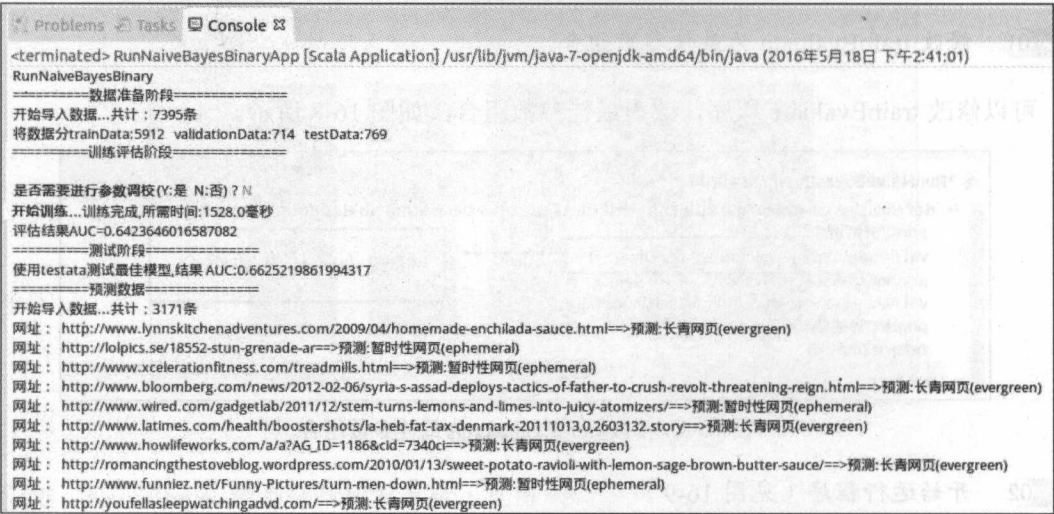 Problems Tasks Console
<terminated> RunNaiveBayesBinaryApp [Scala Application] /usr/lib/jvm/java-7-openjdk-amd64/bin/java (2016年5月18日 下午2:41:01)
RunNaiveBayesBinary
==========数据准备阶段===============
开始导入数据...共计：7395条
将数据分trainData:5912 validationData:714 testData:769
==========训练评估阶段===============
是否需要进行参数调校(Y:是 N:否) ? N
开始训练...训练完成,所需时间:1528.0毫秒
评估结果AUC=0.6423646016587082
==========测试阶段===============
使用testata测试最佳模型,结果 AUC:0.6625219861994317
==========预测数据===============
开始导入数据...共计：3171条
网址： http://www.lynnskitchenadventures.com/2009/04/homemade-enchilada-sauce.html==>预测:长青网页(evergreen)
网址： http://lolpics.se/18552-stun-grenade-ar==>预测:暂时性网页(ephemeral)
网址： http://www.xcelerationfitness.com/treadmills.html==>预测:暂时性网页(ephemeral)
网址： http://www.bloomberg.com/news/2012-02-06/syria-s-assad-deploys-tactics-of-father-to-crush-revolt-threatening-reign.html==>预测:长青网页(evergreen)
网址： http://www.wired.com/gadgetlab/2011/12/stem-turns-lemons-and-limes-into-juicy-atomizers/==>预测:暂时性网页(ephemeral)
网址： http://www.latimes.com/health/boostershots/la-heb-fat-tax-denmark-20111013,0,2603132.story==>预测:长青网页(evergreen)
网址： http://www.howlifeworks.com/a/a?AG_ID=1186&cid=7340ci==>预测:长青网页(evergreen)
网址： http://romancingthestoveblog.wordpress.com/2010/01/13/sweet-potato-ravioli-with-lemon-sage-brown-butter-sauce/==>预测:长青网页(evergreen)
网址： http://www.funniez.net/Funny-Pictures/turn-men-down.html==>预测:暂时性网页(ephemeral)
网址： http://youfellasleepwatchingadvd.com/==>预测:长青网页(evergreen)